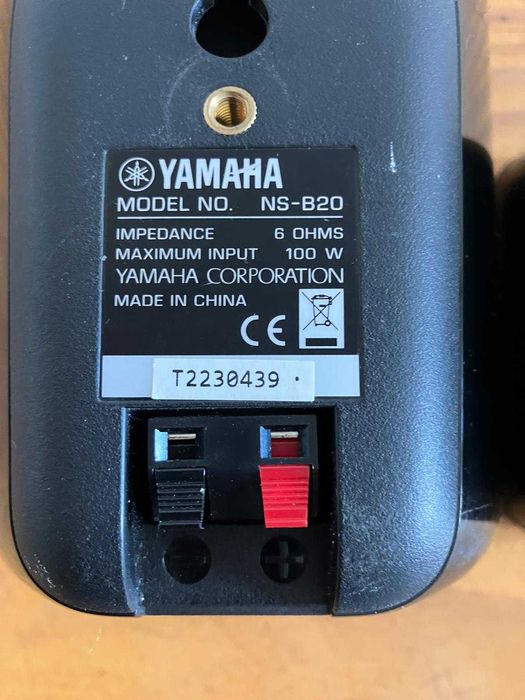 YAMAHA
MODEL NO. NS-B20
IMPEDANCE 6 OHMS
MAXIMUM INPUT 100 W
YAMAHA CORPORATION
MADE IN CHINA
CE
T2230439 ·
− +